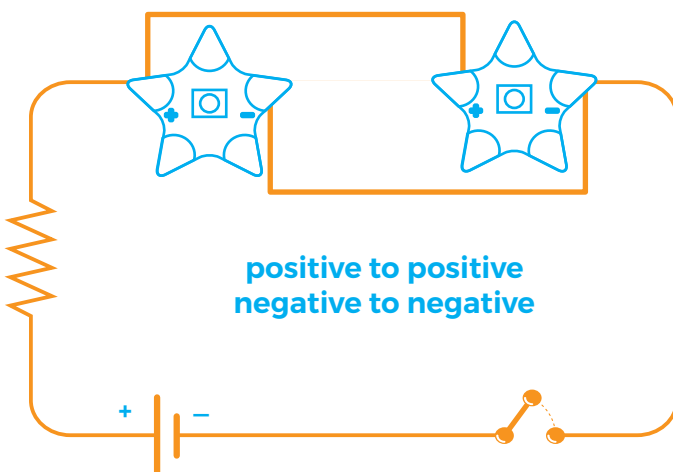 + - + -
positive to positive
negative to negative
+ –